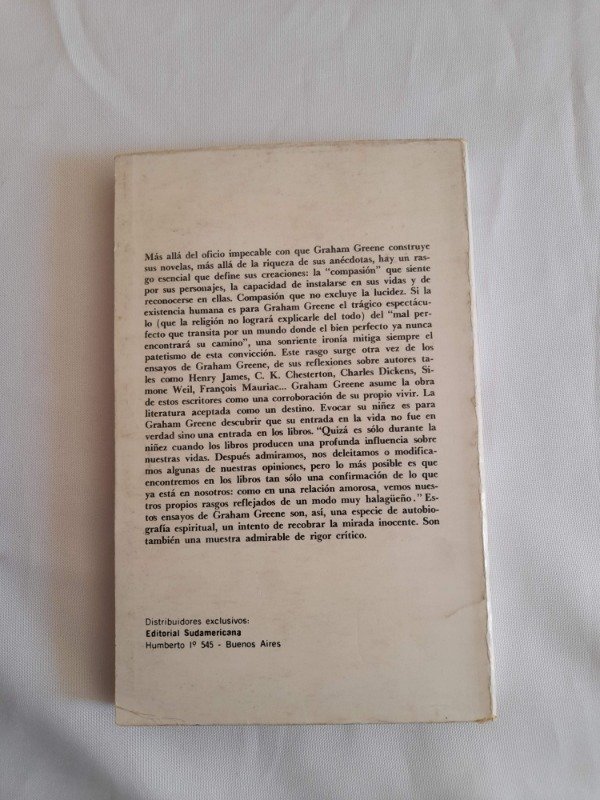 Más allá del oficio impecable con que Graham Greene construye
sus novelas, más allá de la riqueza de sus anécdotas, hay un ras-
go esencial que define sus creaciones: la "compasión" que siente
por sus personajes, la capacidad de instalarse en sus vidas y de
reconocerse en ellas. Compasión que no excluye la lucidez. Si la
existencia humana es para Graham Greene el trágico espectácu-
lo (que la religión no logrará explicarle del todo) del "mal per-
fecto que transita por un mundo donde el bien perfecto ya nunca
encontrará su camino", una sonriente ironía mitiga siempre el
patetismo de esta convicción. Este rasgo surge otra vez de los
ensayos de Graham Greene, de sus reflexiones sobre autores ta-
les como Henry James, C. K. Chesterton, Charles Dickens, Si-
mone Weil, François Mauriac... Graham Greene asume la obra
de estos escritores como una corroboración de su propio vivir. La
literatura aceptada como un destino. Evocar su niñez es para
Graham Greene descubrir que su entrada en la vida no fue en
verdad sino una entrada en los libros. "Quizá es sólo durante la
niñez cuando los libros producen una profunda influencia sobre
nuestras vidas. Después admiramos, nos deleitamos o modifica-
mos algunas de nuestras opiniones, pero lo más posible es que
encontremos en los libros tan sólo una confirmación de lo que
ya está en nosotros: como en una relación amorosa, vemos nues-
tros propios rasgos reflejados de un modo muy halagüeño." Es-
tos ensayos de Graham Greene son, así, una especie de autobio-
grafía espiritual, un intento de recobrar la mirada inocente. Son
también una muestra admirable de rigor crítico.
Distribuidores exclusivos:
Editorial Sudamericana
Humberto 1º 545 - Buenos Aires